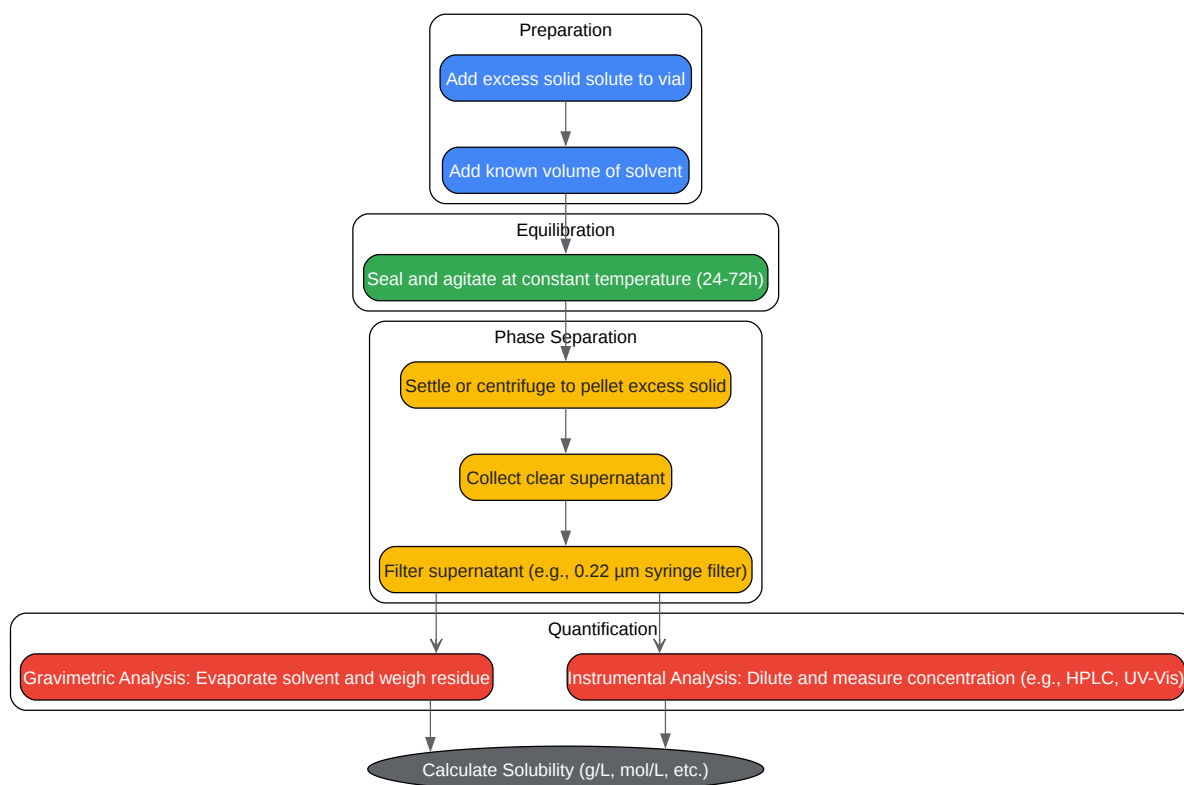 Preparation
Add excess solid solute to vial
Add known volume of solvent
Equilibration
Seal and agitate at constant temperature (24-72h)
Phase Separation
Settle or centrifuge to pellet excess solid
Collect clear supernatant
Filter supernatant (e.g., 0.22 µm syringe filter)
Quantification
Gravimetric Analysis: Evaporate solvent and weigh residue
Instrumental Analysis: Dilute and measure concentration (e.g., HPLC, UV-Vis)
Calculate Solubility (g/L, mol/L, etc.)